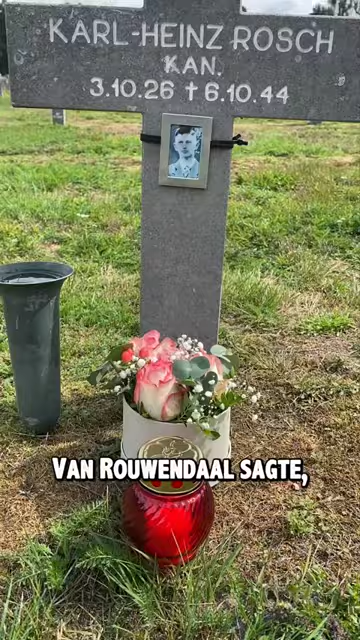 KARL-HEINZ ROSCH
KAN.
3.10.26 † 6.10.44
VAN ROUWENDAAL SAGTE,